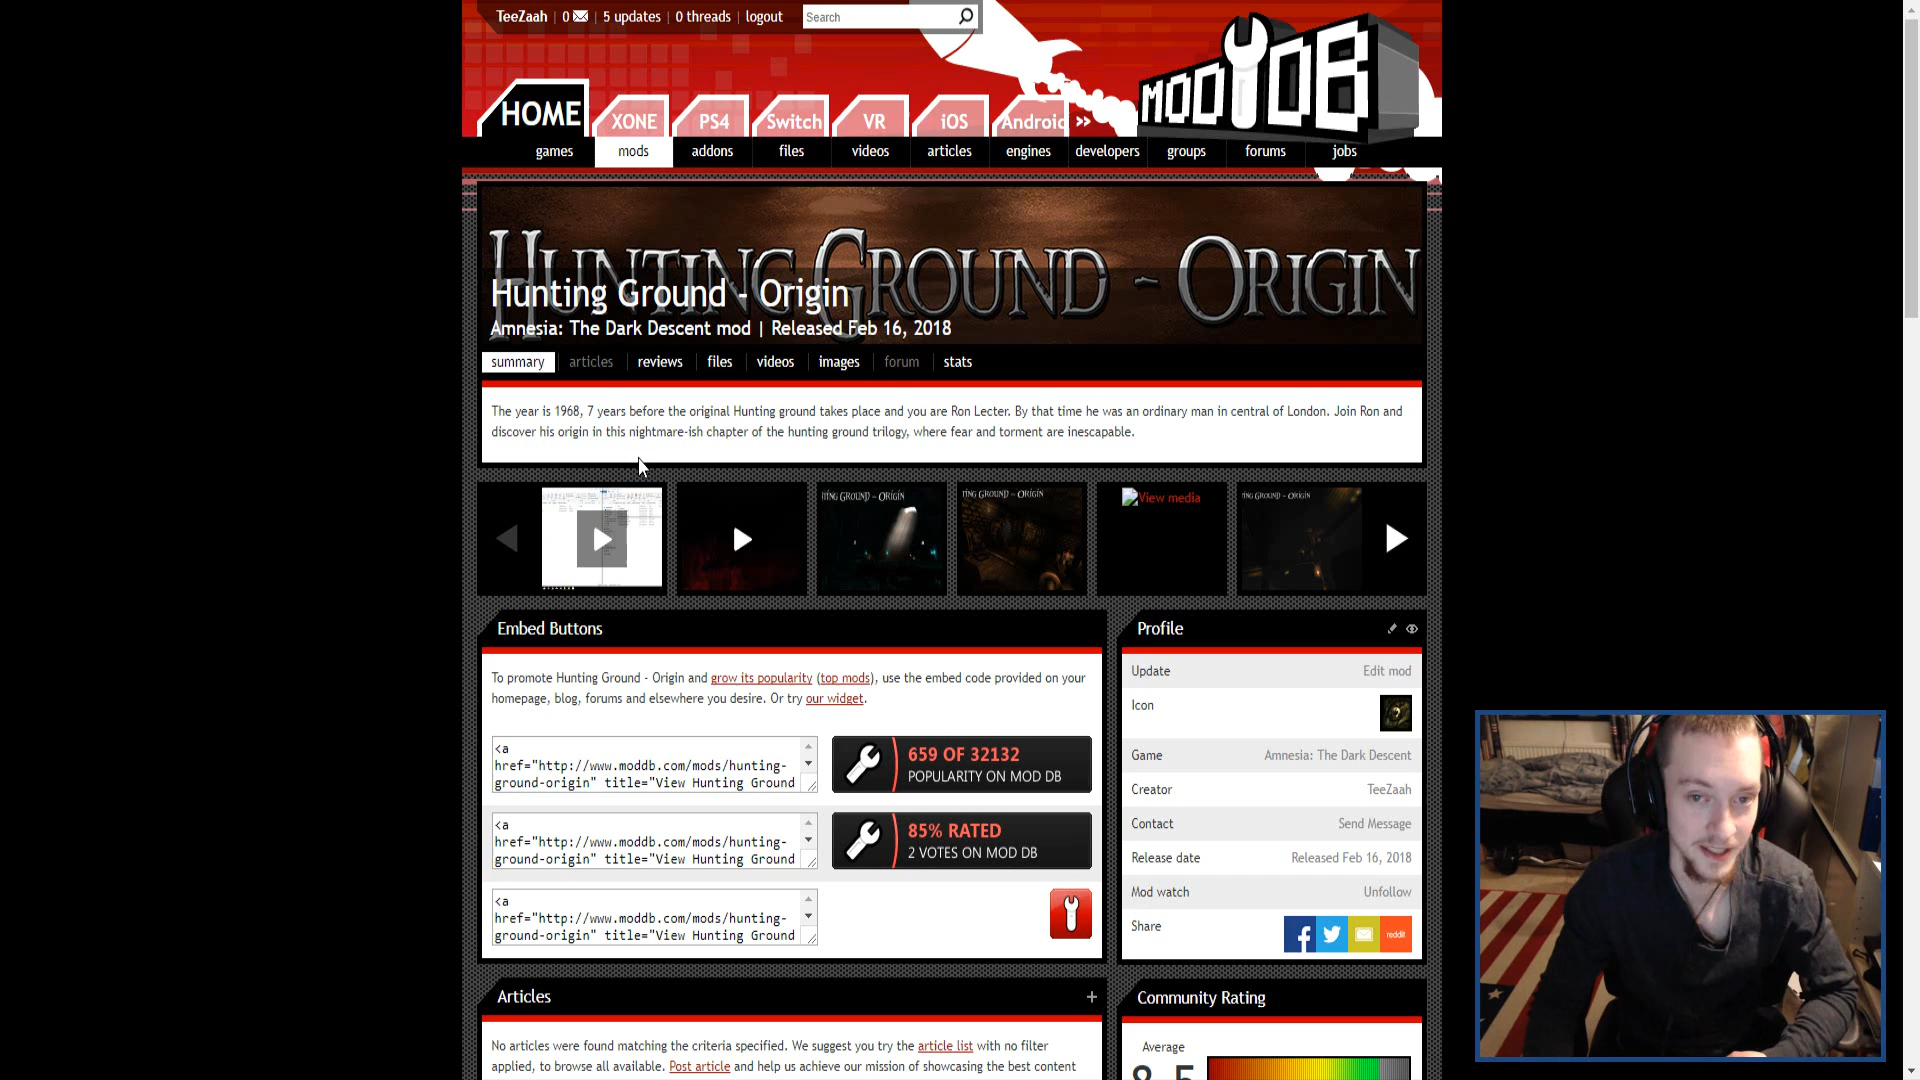 TeeZaah | 0 | 5 updates | 0 threads | logout
Search
MODDB
HOME XONE PS4 Switch VR iOS Android »
games mods addons files videos articles engines developers groups forums jobs
HUNTING GROUND - ORIGIN
Hunting Ground - Origin
Amnesia: The Dark Descent mod | Released Feb 16, 2018
summary articles reviews files videos images forum stats
The year is 1968, 7 years before the original Hunting ground takes place and you are Ron Lecter. By that time he was an ordinary man in central of London. Join Ron and
discover his origin in this nightmare-ish chapter of the hunting ground trilogy, where fear and torment are inescapable.
TING GROUND - ORIGIN
TING GROUND - ORIGIN
View media
TING GROUND - ORIGIN
Embed Buttons
To promote Hunting Ground - Origin and grow its popularity (top mods), use the embed code provided on your
homepage, blog, forums and elsewhere you desire. Or try our widget.
<a
href="http://www.moddb.com/mods/hunting-
ground-origin" title="View Hunting Ground
659 OF 32132
POPULARITY ON MOD DB
<a
href="http://www.moddb.com/mods/hunting-
ground-origin" title="View Hunting Ground
85% RATED
2 VOTES ON MOD DB
<a
href="http://www.moddb.com/mods/hunting-
ground-origin" title="View Hunting Ground
Profile
Update Edit mod
Icon
Game Amnesia: The Dark Descent
Creator TeeZaah
Contact Send Message
Release date Released Feb 16, 2018
Mod watch Unfollow
Share
reddit
Articles +
No articles were found matching the criteria specified. We suggest you try the article list with no filter
applied, to browse all available. Post article and help us achieve our mission of showcasing the best content
Community Rating
Average
8.5